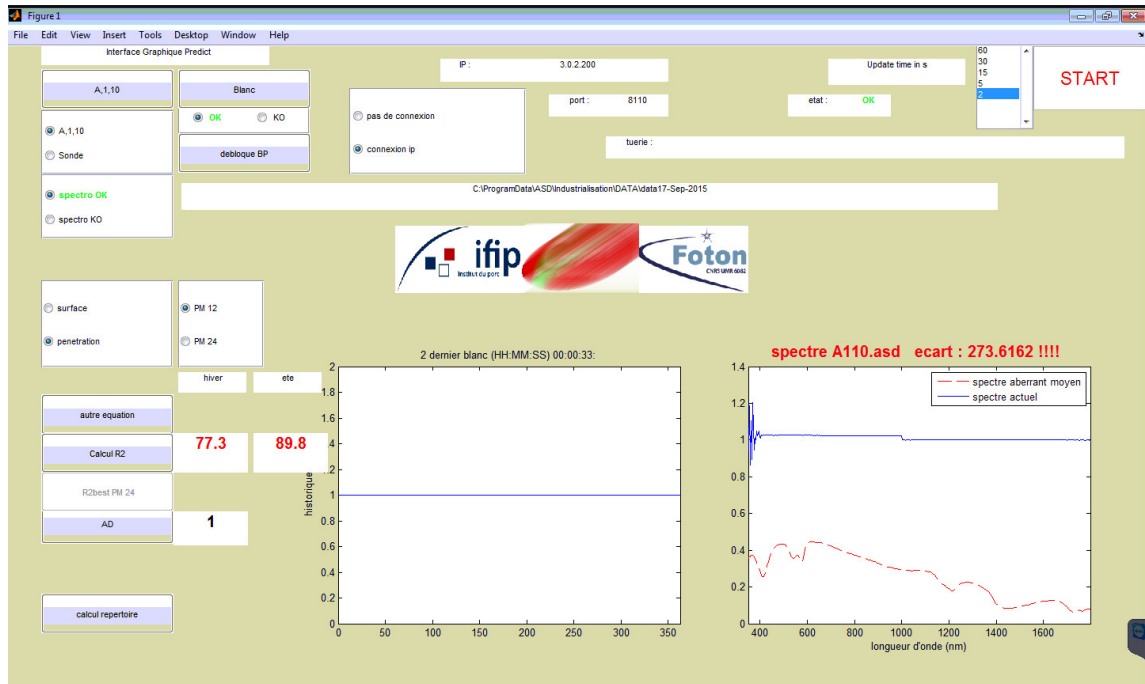 Figure 1
File Edit View Insert Tools Desktop Window Help
Interface Graphique Predict
IP : 3.0.2.200
Update time in s
60
30
15
5
2
START
A,1,10
Blanc
OK
KO
port : 8110
etat : OK
A,1,10
Sonde
debloque BP
pas de connexion
connexion ip
tuerie :
spectro OK
spectro KO
C:\ProgramData\ASD\Industrialisation\DATA\data17-Sep-2015
ifip
Institut du porc
Foton
CNRS UMR 6082
surface
penetration
PM 12
PM 24
hiver
ete
autre equation
Calcul R2
77.3
89.8
R2best PM 24
AD
1
calcul repertoire
2 dernier blanc (HH:MM:SS) 00:00:33:
2
1.8
1.6
4
2
1
0.8
0.6
0.4
0.2
0
historique
0 50 100 150 200 250 300 350
spectre A110.asd ecart : 273.6162 !!!!
1.4
1.2
1
0.8
0.6
0.4
0.2
0
spectre aberrant moyen
spectre actuel
400 600 800 1000 1200 1400 1600
longueur d'onde (nm)